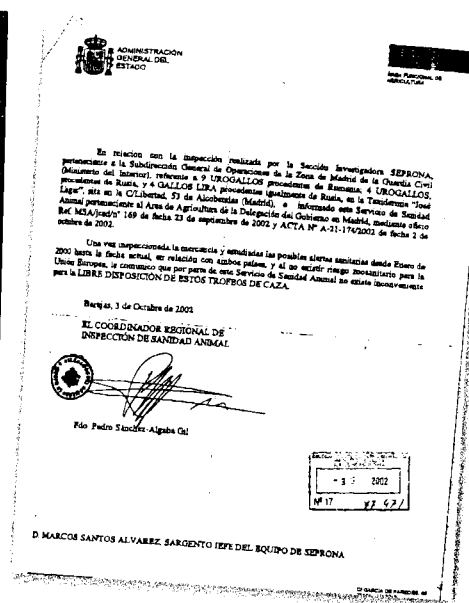 ADMINISTRACIÓN
GENERAL DEL
ESTADO
ÁREA FUNCIONAL DE
AGRICULTURA
En relacion con la inspección realizada por la Sección Investigadora SEPRONA,
perteneciente a la Subdirección General de Operaciones de la Zona de Madrid de la Guardia Civil
(Ministerio del Interior), referente a 9 UROGALLOS procedentes de Rumania, 4 UROGALLOS,
procedentes de Rusia, y 4 GALLOS LIRA procedentes igualmente de Rusia, en la Taxidermia "José
Lagar", sita en la C/Libertad, 53 de Alcobendas (Madrid), e informado este Servicio de Sanidad
Animal perteneciente al Area de Agricultura de la Delegación del Gobierno en Madrid, mediante oficio
Ref. nº 169 de fecha 23 de septiembre de 2002 y ACTA Nº A-21-174/2002 de fecha 2 de
octubre de 2002.
Una vez inspeccionada la mercancía y estudiadas las posibles alertas sanitarias desde Enero de
2000 hasta la fecha actual, en relación con ambos países, y al no existir riesgo zoosanitario para la
Unión Europea, le comunico que por parte de este Servicio de Sanidad Animal no existe inconveniente
para la LIBRE DISPOSICIÓN DE ESTOS TROFEOS DE CAZA.
Barajas, 3 de Octubre de 2002
EL COORDINADOR REGIONAL DE
INSPECCIÓN DE SANIDAD ANIMAL
Fdo Pedro Sánchez-Algaba Gil
- 3 2002
Nº 17
D. MARCOS SANTOS ALVAREZ. SARGENTO JEFE DEL EQUIPO DE SEPRONA